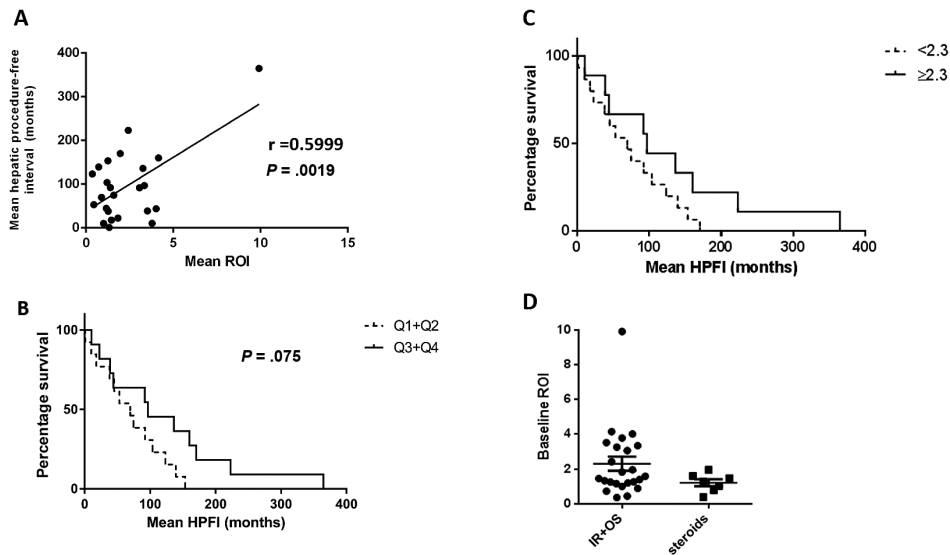 A
Mean hepatic procedure-free
interval (months)
400
300
200
100
0
r =0.5999
P = .0019
0
5
10
15
Mean ROI
B
Percentage survival
100
50
0
Q1+Q2
Q3+Q4
P = .075
0
100
200
300
400
Mean HPFI (months)
C
Percentage survival
100
50
0
<2.3
≥2.3
0
100
200
300
400
Mean HPFI (months)
D
Baseline ROI
10
8
6
4
2
0
IR+OS
steroids